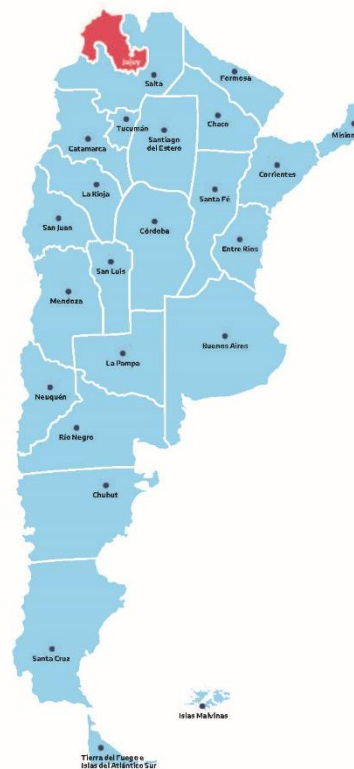 Jujuy
Salta
Formosa
Chaco
Tucumán
Santiago
del Estero
Catamarca
Corrientes
La Rioja
Santa Fé
San Juan
Córdoba
Entre Ríos
San Luis
Mendoza
Buenos Aires
La Pampa
Neuquén
Río Negro
Chubut
Santa Cruz
Islas Malvinas
Tierra del Fuego e
Islas del Atlántico Sur